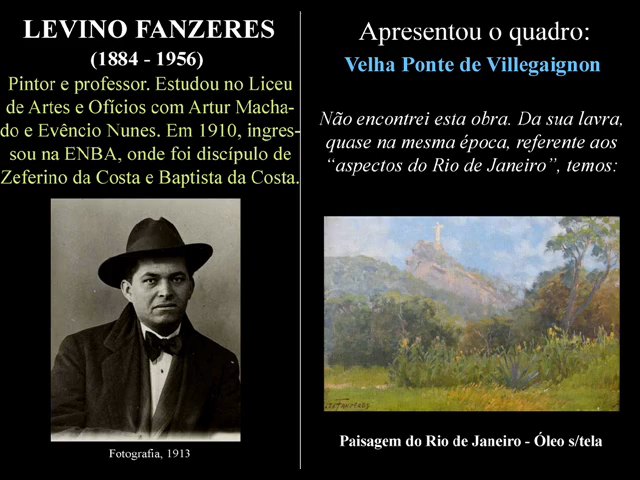 LEVINO FANZERES
(1884 - 1956)
Pintor e professor. Estudou no Liceu
de Artes e Ofícios com Artur Macha-
do e Evêncio Nunes. Em 1910, ingres-
sou na ENBA, onde foi discípulo de
Zeferino da Costa e Baptista da Costa.
Fotografia, 1913
Apresentou o quadro:
Velha Ponte de Villegaignon
Não encontrei esta obra. Da sua lavra,
quase na mesma época, referente aos
“aspectos do Rio de Janeiro”, temos:
Paisagem do Rio de Janeiro - Óleo s/tela